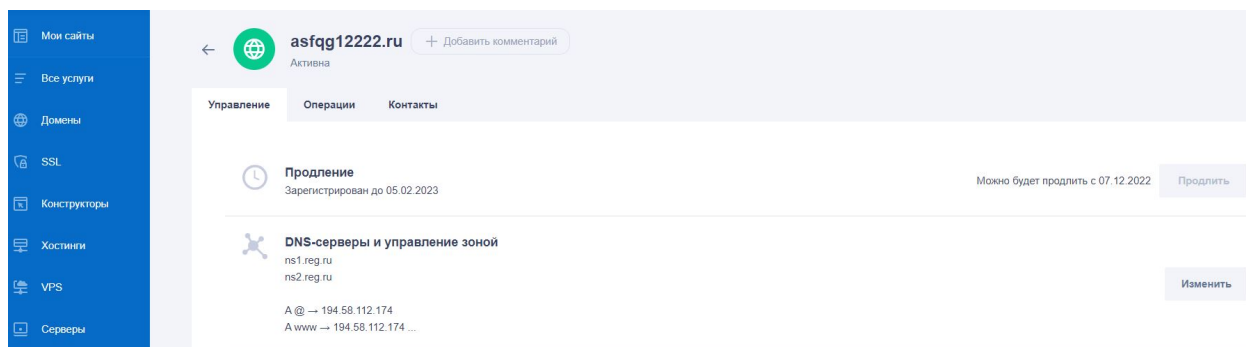 Мои сайты
Все услуги
Домены
SSL
Конструкторы
Хостинги
VPS
Серверы
asfqg12222.ru
+ Добавить комментарий
Активна
Управление Операции Контакты
Продление
Зарегистрирован до 05.02.2023
Можно будет продлить с 07.12.2022 Продлить
DNS-серверы и управление зоной
ns1.reg.ru
ns2.reg.ru
Изменить
A @ → 194.58.112.174
A www → 194.58.112.174 ...